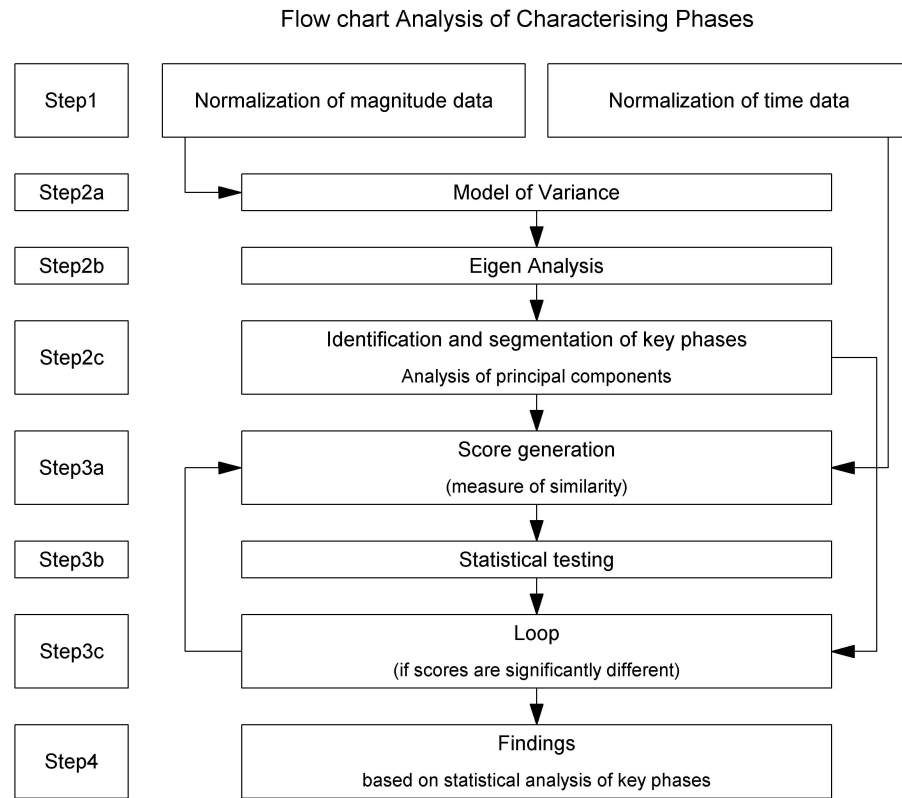 Flow chart Analysis of Characterising Phases
Step1
Normalization of magnitude data
Normalization of time data
Step2a
Model of Variance
Step2b
Eigen Analysis
Step2c
Identification and segmentation of key phases
Analysis of principal components
Step3a
Score generation
(measure of similarity)
Step3b
Statistical testing
Step3c
Loop
(if scores are significantly different)
Step4
Findings
based on statistical analysis of key phases